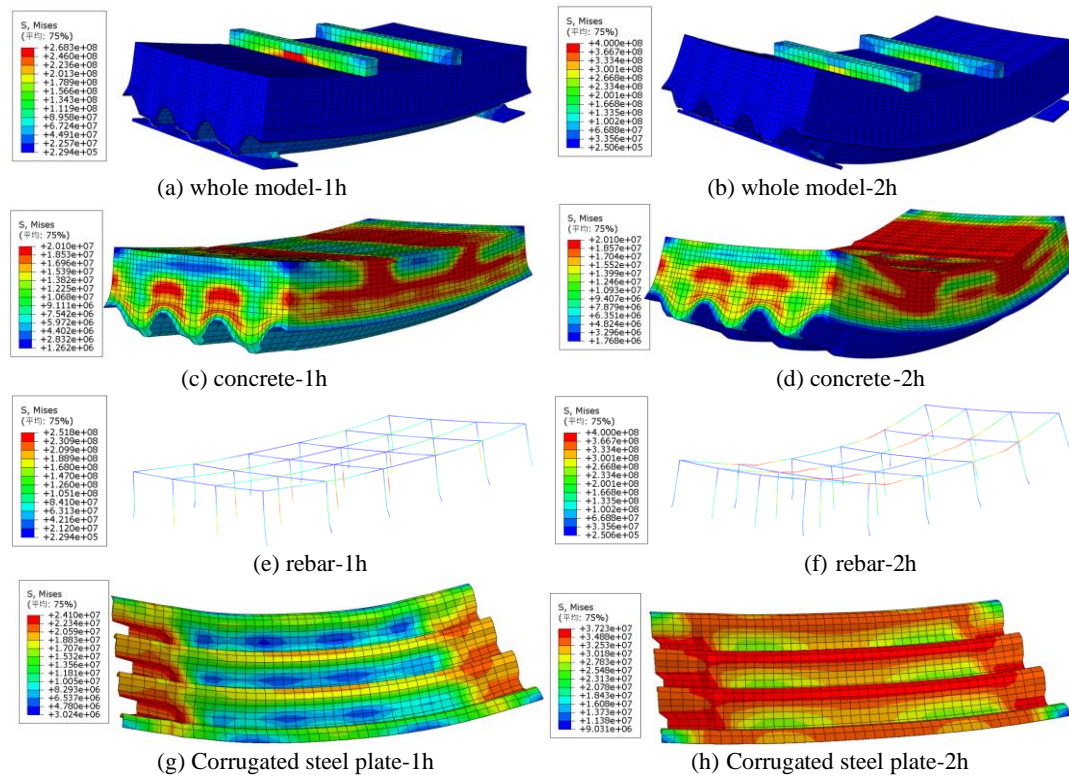 S, Mises
(平均: 75%)
+2.683e+08
+2.460e+08
+2.236e+08
+2.013e+08
+1.789e+08
+1.566e+08
+1.343e+08
+1.119e+08
+8.957e+07
+6.724e+07
+4.491e+07
+2.257e+07
+2.294e+05
(a) whole model-1h
S, Mises
(平均: 75%)
+4.000e+08
+3.667e+08
+3.334e+08
+3.001e+08
+2.668e+08
+2.334e+08
+2.001e+08
+1.668e+08
+1.335e+08
+1.002e+08
+6.688e+07
+3.356e+07
+2.506e+05
(b) whole model-2h
S, Mises
(平均: 75%)
+2.010e+07
+1.853e+07
+1.696e+07
+1.539e+07
+1.382e+07
+1.225e+07
+1.068e+07
+9.111e+06
+7.542e+06
+5.972e+06
+4.402e+06
+2.832e+06
+1.262e+06
(c) concrete-1h
S, Mises
(平均: 75%)
+2.010e+07
+1.857e+07
+1.704e+07
+1.552e+07
+1.399e+07
+1.246e+07
+1.093e+07
+9.407e+06
+7.879e+06
+6.351e+06
+4.824e+06
+3.296e+06
+1.768e+06
(d) concrete-2h
S, Mises
(平均: 75%)
+2.518e+08
+2.309e+08
+2.099e+08
+1.889e+08
+1.680e+08
+1.470e+08
+1.260e+08
+1.051e+08
+8.410e+07
+6.313e+07
+4.216e+07
+2.120e+07
+2.294e+05
(e) rebar-1h
S, Mises
(平均: 75%)
+4.000e+08
+3.667e+08
+3.334e+08
+3.001e+08
+2.668e+08
+2.334e+08
+2.001e+08
+1.668e+08
+1.335e+08
+1.002e+08
+6.688e+07
+3.356e+07
+2.506e+05
(f) rebar-2h
S, Mises
(平均: 75%)
+2.410e+07
+2.234e+07
+2.059e+07
+1.883e+07
+1.707e+07
+1.532e+07
+1.356e+07
+1.181e+07
+1.005e+07
+8.293e+06
+6.537e+06
+4.780e+06
+3.024e+06
(g) Corrugated steel plate-1h
S, Mises
(平均: 75%)
+3.723e+07
+3.488e+07
+3.253e+07
+3.018e+07
+2.783e+07
+2.548e+07
+2.313e+07
+2.078e+07
+1.843e+07
+1.608e+07
+1.373e+07
+1.138e+07
+9.031e+06
(h) Corrugated steel plate-2h